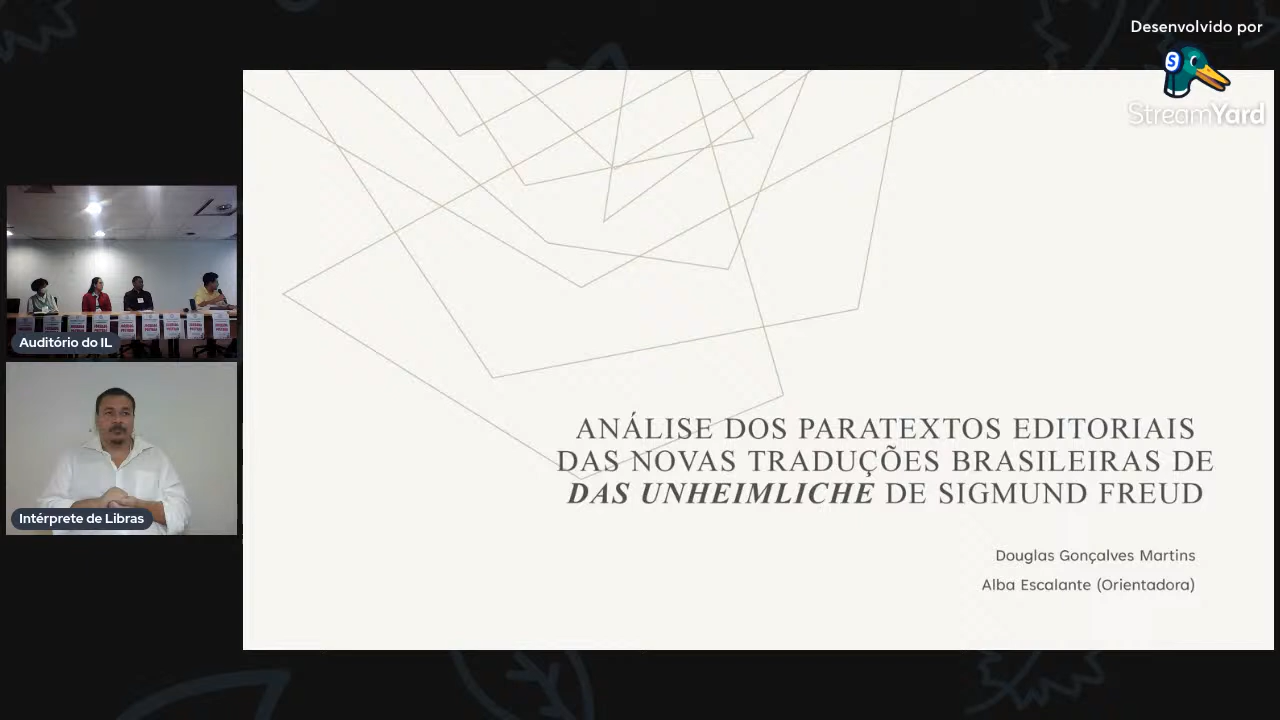 Desenvolvido por
StreamYard
Auditório do IL
Intérprete de Libras
ANÁLISE DOS PARATEXTOS EDITORIAIS
DAS NOVAS TRADUÇÕES BRASILEIRAS DE
DAS UNHEIMLICHE DE SIGMUND FREUD
Douglas Gonçalves Martins
Alba Escalante (Orientadora)